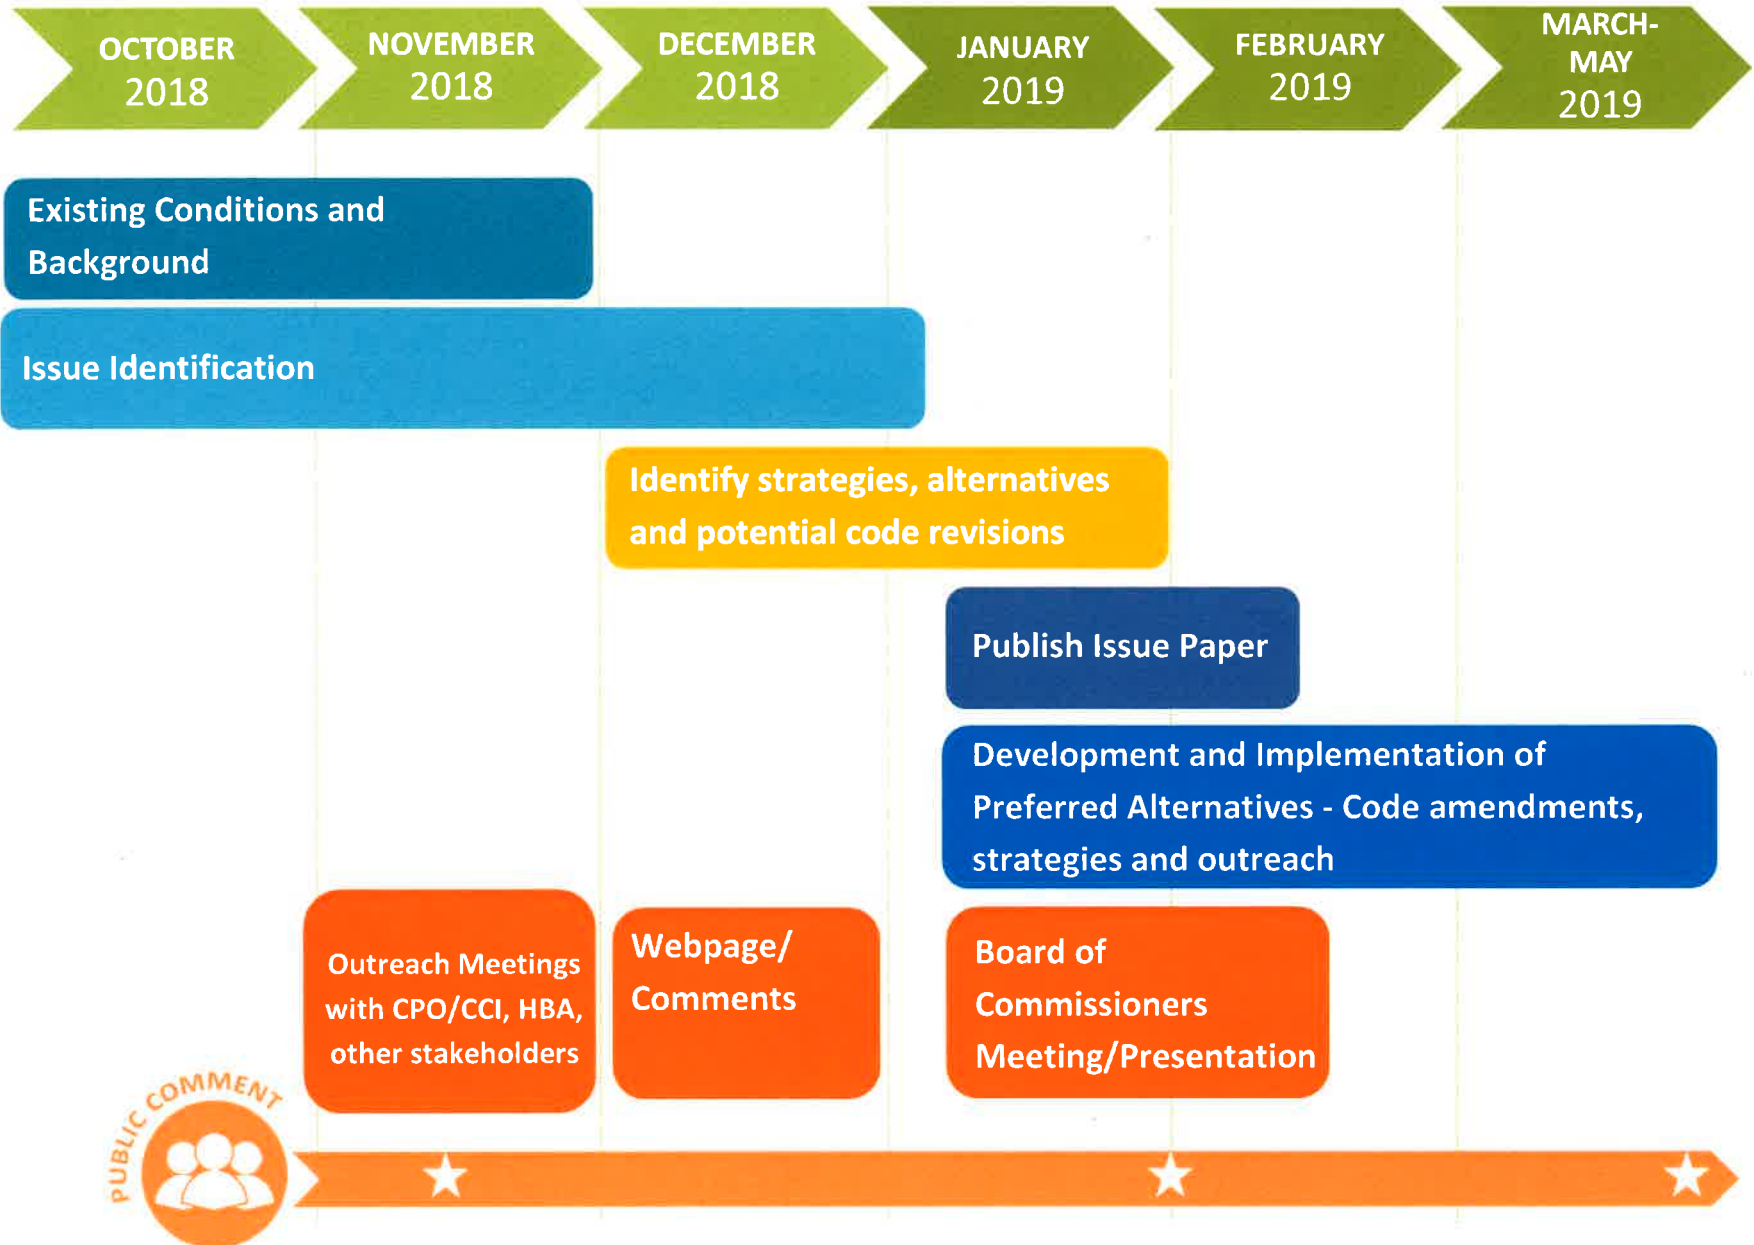 OCTOBER
2018
NOVEMBER
2018
DECEMBER
2018
JANUARY
2019
FEBRUARY
2019
MARCH-
MAY
2019
Existing Conditions and
Background
Issue Identification
Identify strategies, alternatives
and potential code revisions
Publish Issue Paper
Development and Implementation of
Preferred Alternatives - Code amendments,
strategies and outreach
Outreach Meetings
with CPO/CCI, HBA,
other stakeholders
Webpage/
Comments
Board of
Commissioners
Meeting/Presentation
PUBLIC COMMENT